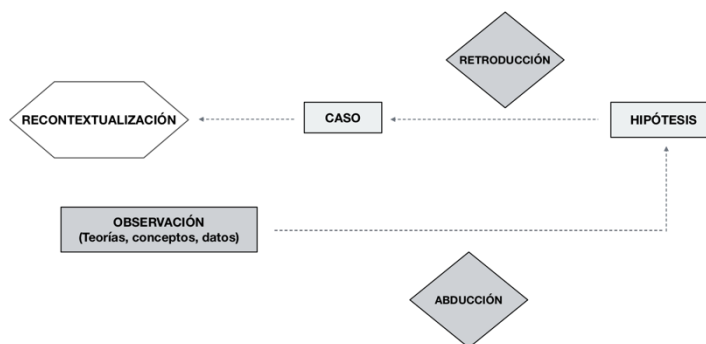 RETRODUCCIÓN
RECONTEXTUALIZACIÓN
CASO
HIPÓTESIS
OBSERVACIÓN
(Teorías, conceptos, datos)
ABDUCCIÓN